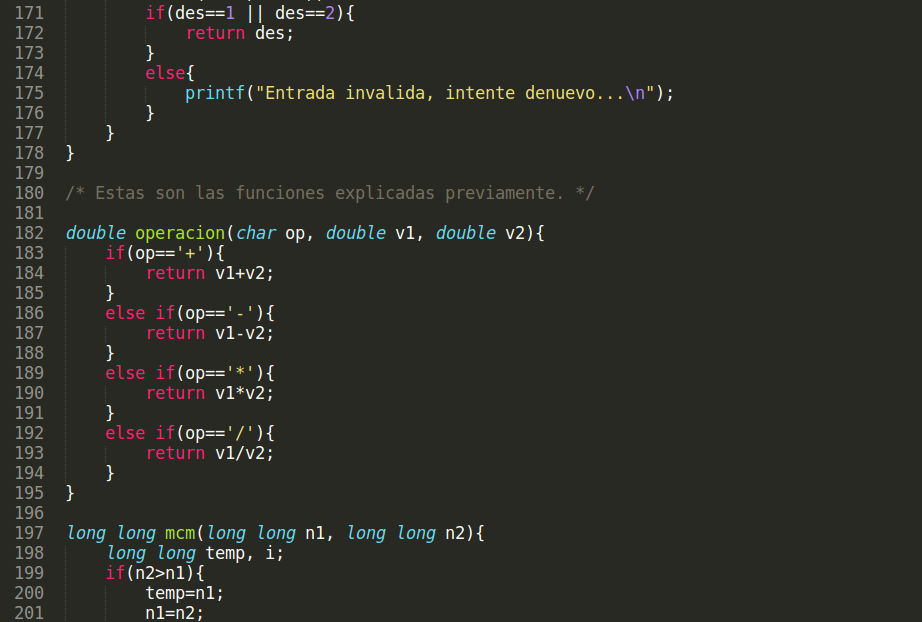 171 if(des==1 || des==2){
172 return des;
173 }
174 else{
175 printf("Entrada invalida, intente denuevo...\n");
176 }
177 }
178 }
179
180 /* Estas son las funciones explicadas previamente. */
181
182 double operacion(char op, double v1, double v2){
183 if(op=='+'){
184 return v1+v2;
185 }
186 else if(op=='-'){
187 return v1-v2;
188 }
189 else if(op=='*'){
190 return v1*v2;
191 }
192 else if(op=='/'){
193 return v1/v2;
194 }
195 }
196
197 long long mcm(long long n1, long long n2){
198 long long temp, i;
199 if(n2>n1){
200 temp=n1;
201 n1=n2;